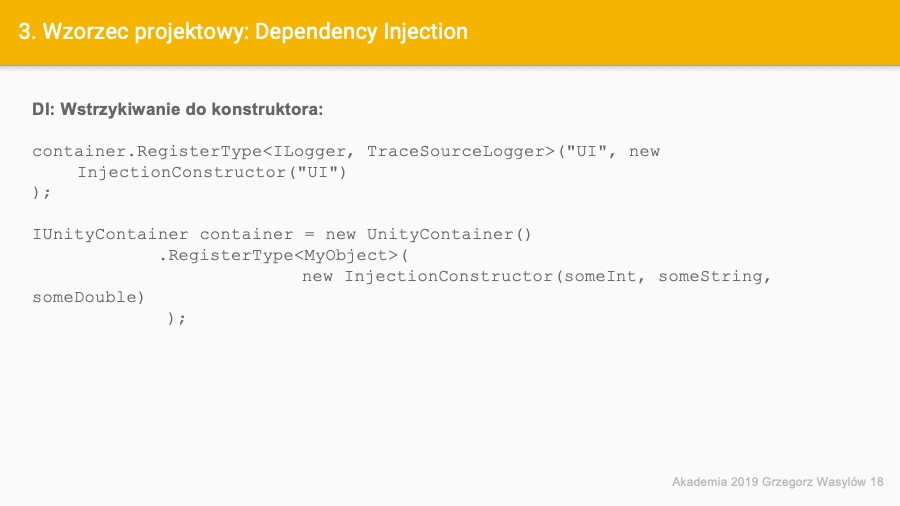 3. Wzorzec projektowy: Dependency Injection
DI: Wstrzykiwanie do konstruktora:
container.RegisterType<ILogger, TraceSourceLogger>("UI", new
InjectionConstructor("UI")
);
IUnityContainer container = new UnityContainer()
.RegisterType<MyObject>(
new InjectionConstructor(someInt, someString,
someDouble)
);
Akademia 2019 Grzegorz Wasylów 18